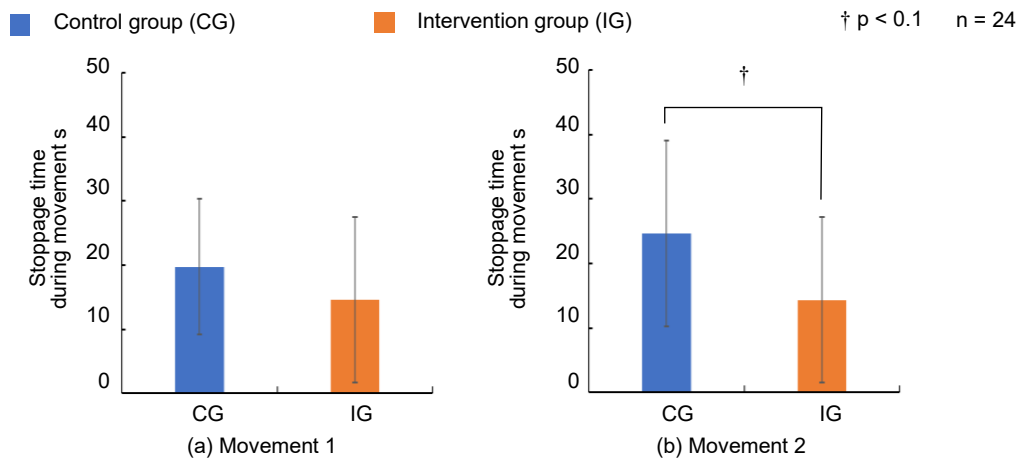 Control group (CG) Intervention group (IG) † p < 0.1 n = 24
Stoppage time
during movement s
50
40
30
20
10
0
CG IG
(a) Movement 1
Stoppage time
during movement s
50
40
30
20
10
0
†
CG IG
(b) Movement 2